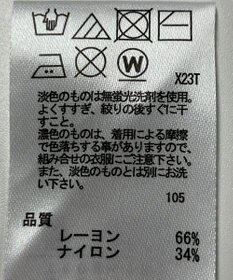 W
X23T
淡色のものは無蛍光洗剤を使用。
よくすすぎ、絞りの後すぐに干
すこと。
濃色のものは、着用による摩擦
で色落ちする事がありますので、
組み合せの衣服にご注意下さい。
また、淡色のものとは別にお洗
い下さい。
105
品質
レーヨン 66%
ナイロン 34%